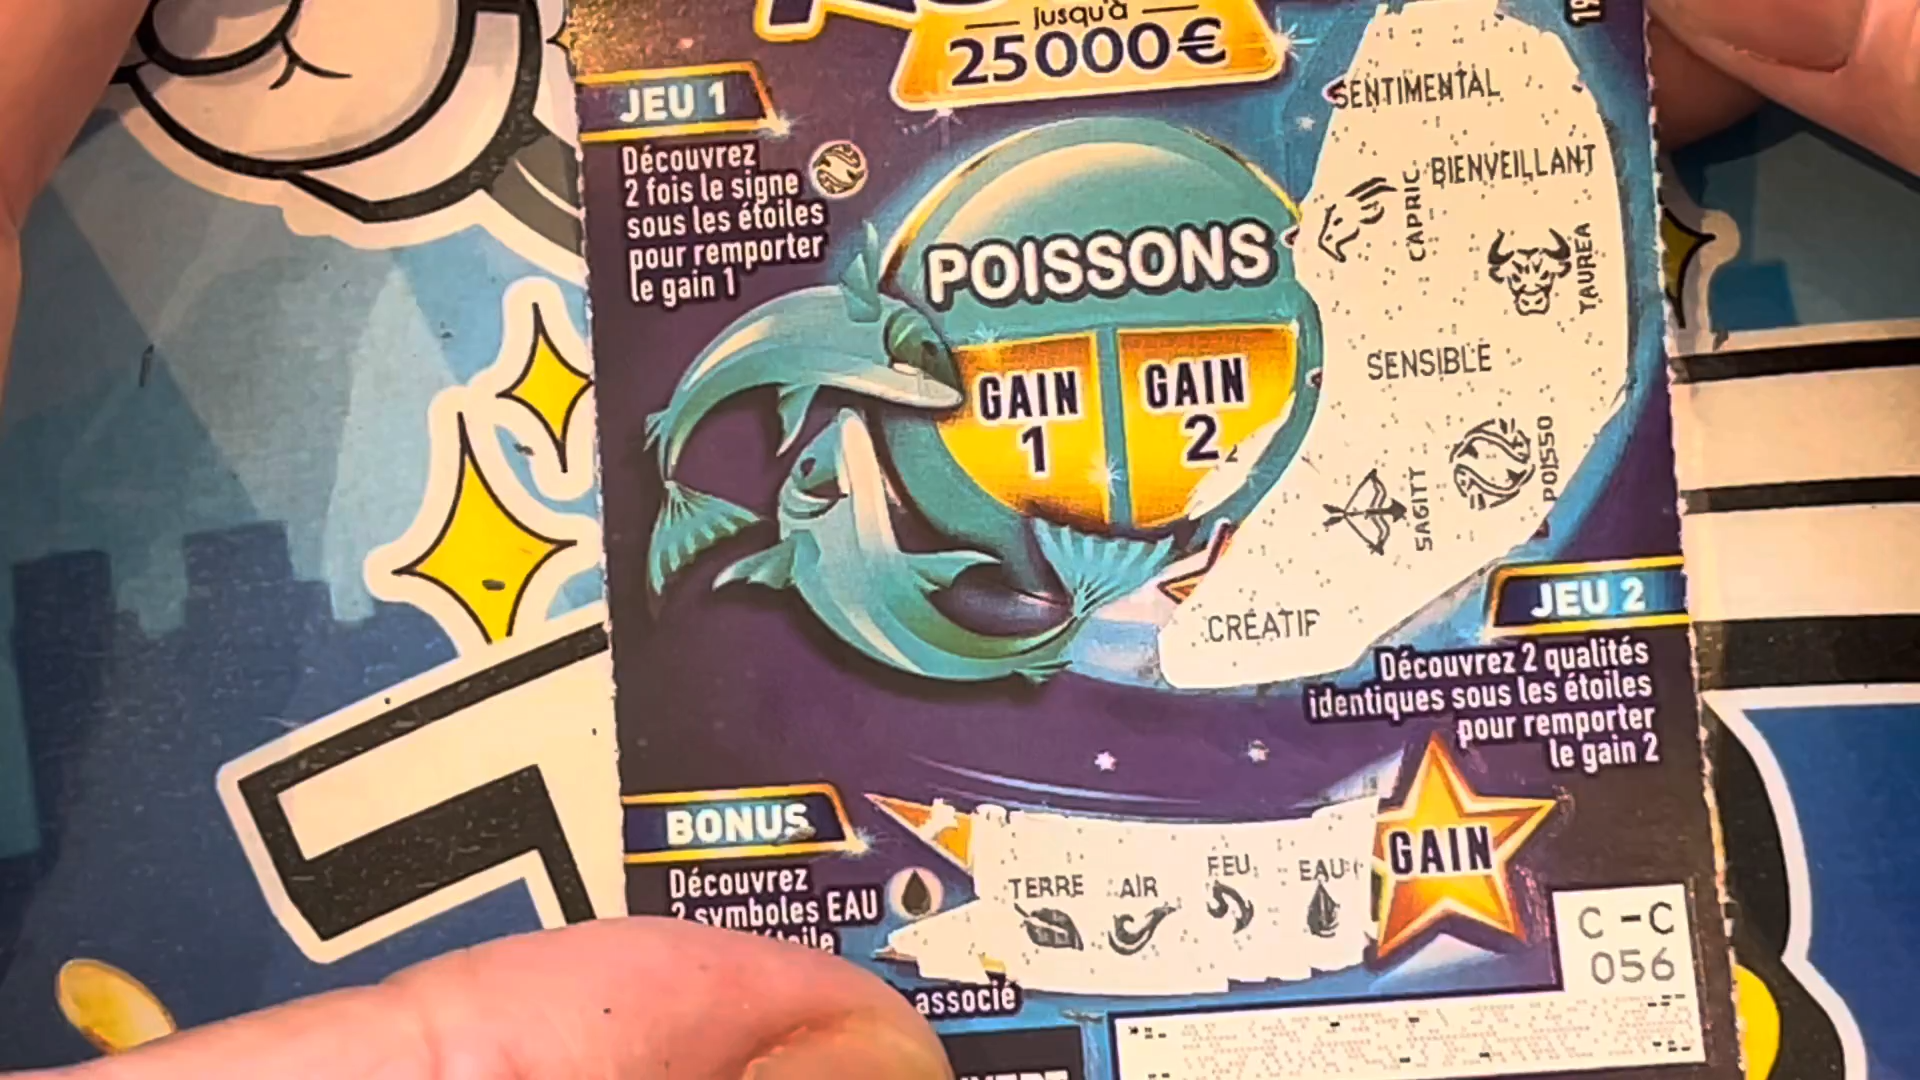 Jusqu'à
25 000 €
JEU 1
Découvrez
2 fois le signe
sous les étoiles
pour remporter
le gain 1
POISSONS
GAIN
1
GAIN
2
SENTIMENTAL
BIENVEILLANT
CAPRIC
TAUREA
SENSIBLE
SAGITT
POISSO
CRÉATIF
JEU 2
Découvrez 2 qualités
identiques sous les étoiles
pour remporter
le gain 2
BONUS
Découvrez
2 symboles EAU
associé
TERRE
AIR
FEU
EAU
GAIN
C - C
056